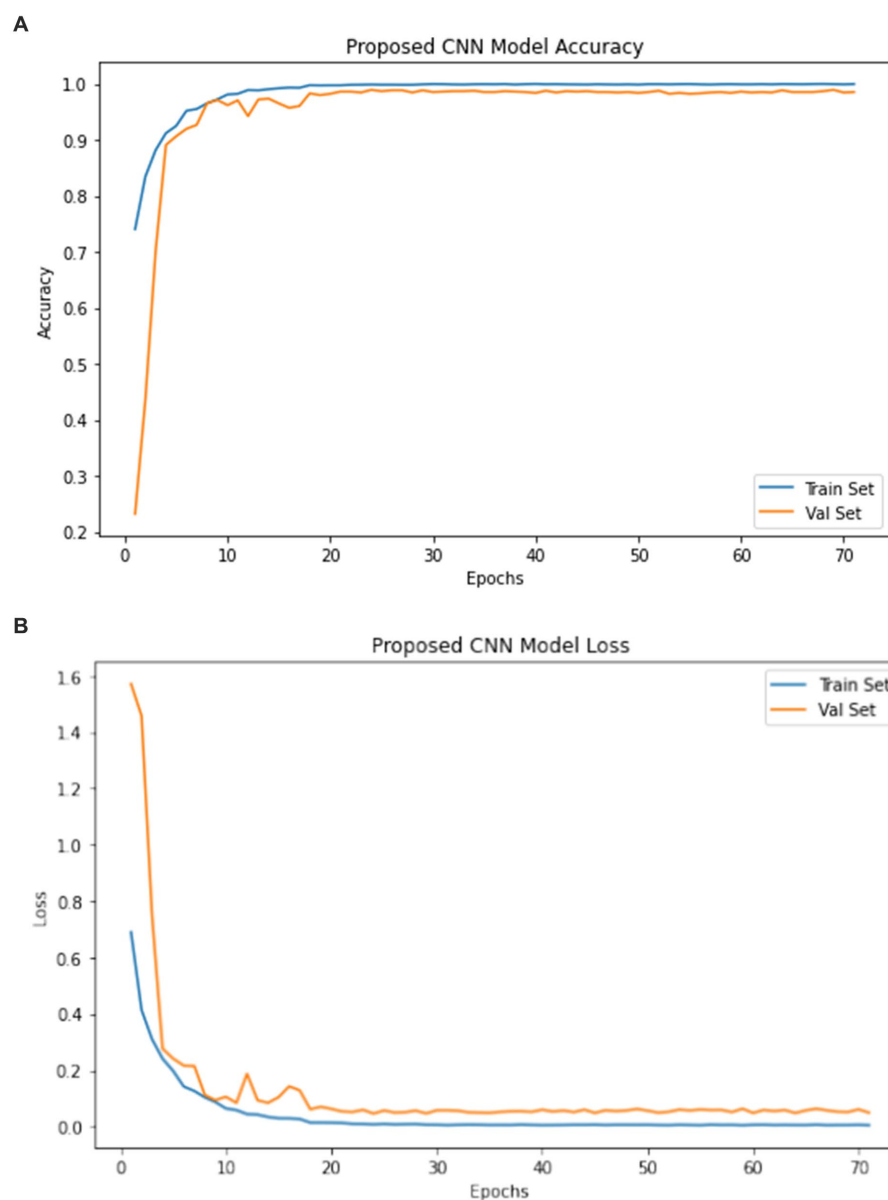 A
Proposed CNN Model Accuracy
1.0
0.9
0.8
0.7
0.6
0.5
0.4
0.3
0.2
Accuracy
Train Set
Val Set
0 10 20 30 40 50 60 70
Epochs
B
Proposed CNN Model Loss
1.6
1.4
1.2
1.0
0.8
0.6
0.4
0.2
0.0
Loss
Train Set
Val Set
0 10 20 30 40 50 60 70
Epochs